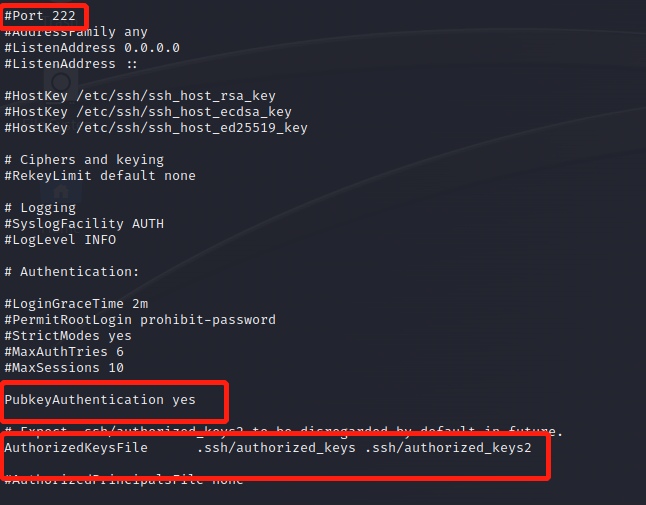 #Port 222
#AddressFamily any
#ListenAddress 0.0.0.0
#ListenAddress ::
#HostKey /etc/ssh/ssh_host_rsa_key
#HostKey /etc/ssh/ssh_host_ecdsa_key
#HostKey /etc/ssh/ssh_host_ed25519_key
# Ciphers and keying
#RekeyLimit default none
# Logging
#SyslogFacility AUTH
#LogLevel INFO
# Authentication:
#LoginGraceTime 2m
#PermitRootLogin prohibit-password
#StrictModes yes
#MaxAuthTries 6
#MaxSessions 10
PubkeyAuthentication yes
# Expect .ssh/authorized_keys2 to be disregarded by default in future.
AuthorizedKeysFile .ssh/authorized_keys .ssh/authorized_keys2
#AuthorizedPrincipalsFile none